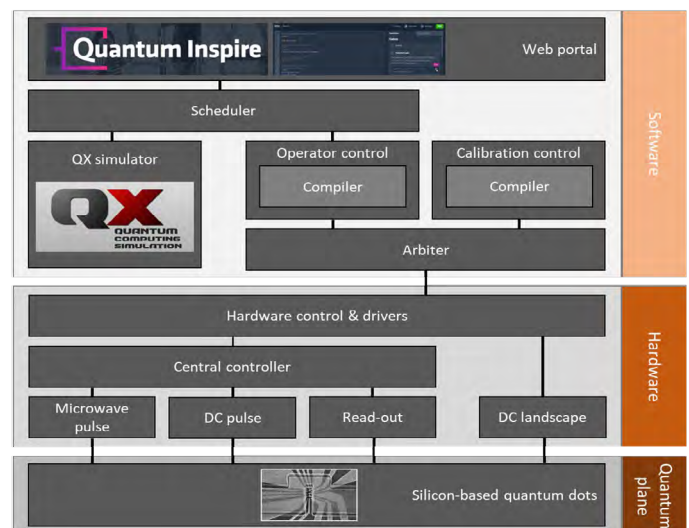 Quantum Inspire
Web portal
Scheduler
QX simulator
QX
QUANTUM
COMPUTING
SIMULATION
Operator control
Compiler
Calibration control
Compiler
Arbiter
Software
Hardware control & drivers
Central controller
Microwave
pulse
DC pulse
Read-out
DC landscape
Hardware
Silicon-based quantum dots
Quantum
plane